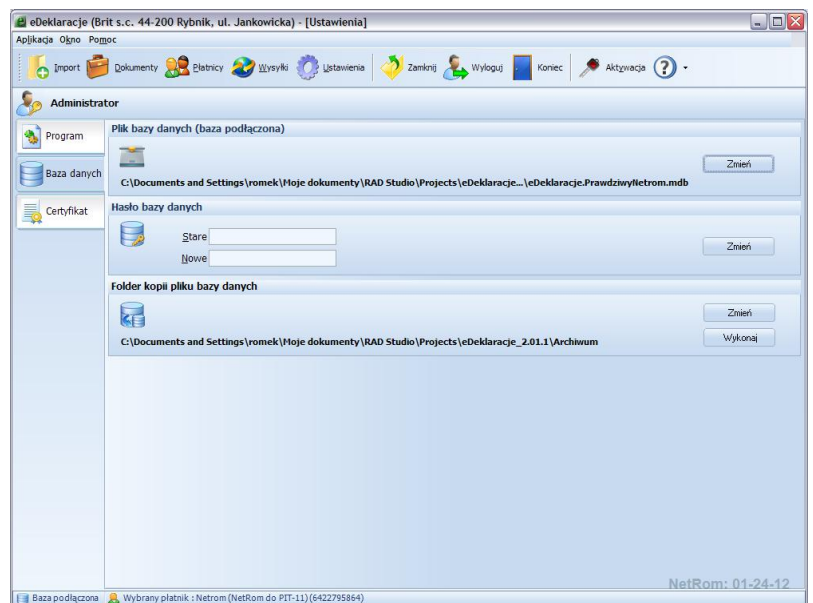 eDeklaracje (Brit s.c. 44-200 Rybnik, ul. Jankowicka) - [Ustawienia]
Aplikacja Okno Pomoc
Import Dokumenty Płatnicy Wysyłki Ustawienia Zamknij Wyloguj Koniec Aktywacja ?
Administrator
Program
Baza danych
Certyfikat
Plik bazy danych (baza podłączona)
Zmień
C:\Documents and Settings\romek\Moje dokumenty\RAD Studio\Projects\eDeklaracje...\eDeklaracje.PrawdziwyNetrom.mdb
Hasło bazy danych
Stare
Nowe
Zmień
Folder kopii pliku bazy danych
Zmień
Wykonaj
C:\Documents and Settings\romek\Moje dokumenty\RAD Studio\Projects\eDeklaracje_2.01.1\Archiwum
NetRom: 01-24-12
Baza podłączona Wybrany płatnik : Netrom (NetRom do PIT-11)(6422795864)